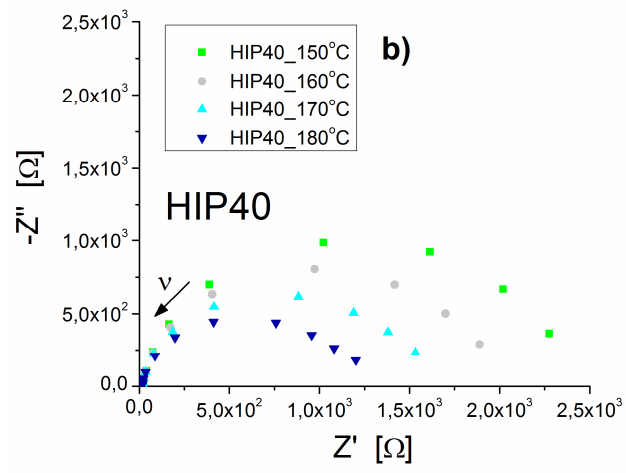 2,5x10³
b)
HIP40_150°C
HIP40_160°C
HIP40_170°C
HIP40_180°C
2,0x10³
1,5x10³
-Z'' [Ω]
HIP40
1,0x10³
ν
5,0x10²
0,0
0,0 5,0x10² 1,0x10³ 1,5x10³ 2,0x10³ 2,5x10³
Z' [Ω]